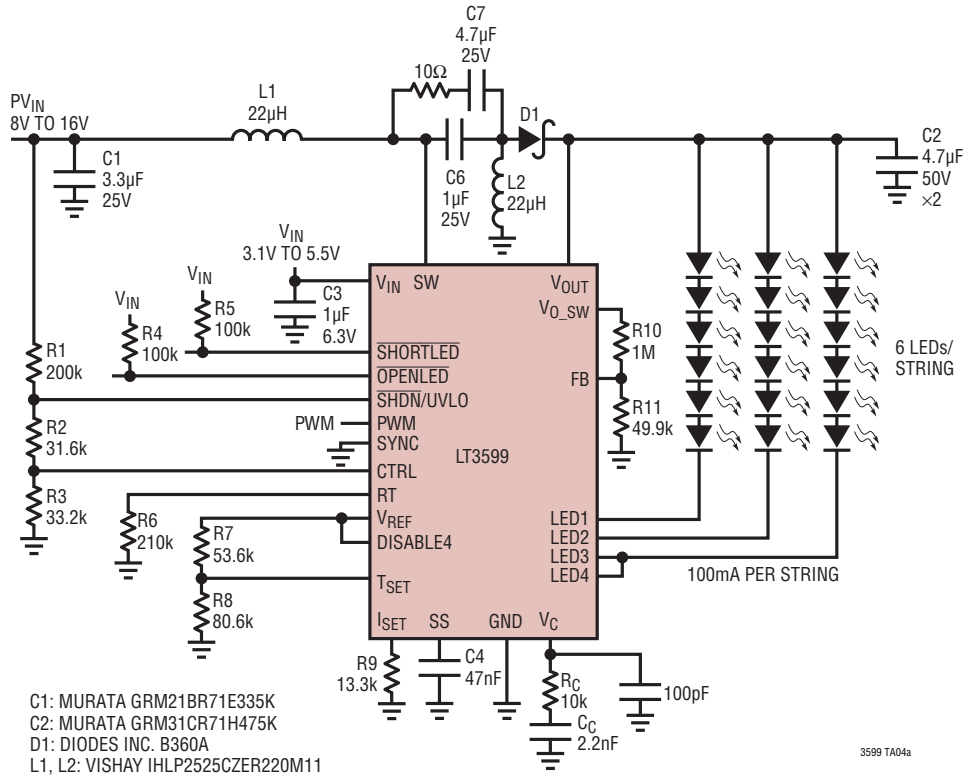 C7
4.7µF
25V
10Ω
PVIN
8V TO 16V
L1
22µH
D1
C1
3.3µF
25V
C6
1µF
25V
L2
22µH
C2
4.7µF
50V
×2
VIN
3.1V TO 5.5V
VIN
VIN
C3
1µF
6.3V
R5
100k
R4
100k
VIN
SW
VOUT
VO_SW
R10
1M
6 LEDs/
STRING
R1
200k
SHORTLED
OPENLED
FB
SHDN/UVLO
R11
49.9k
R2
31.6k
PWM
PWM
SYNC
LT3599
CTRL
R3
33.2k
RT
R6
210k
VREF
DISABLE4
R7
53.6k
LED1
LED2
LED3
LED4
100mA PER STRING
TSET
R8
80.6k
ISET
SS
GND
VC
R9
13.3k
C4
47nF
RC
10k
100pF
CC
2.2nF
C1: MURATA GRM21BR71E335K
C2: MURATA GRM31CR71H475K
D1: DIODES INC. B360A
L1, L2: VISHAY IHLP2525CZER220M11
3599 TA04a